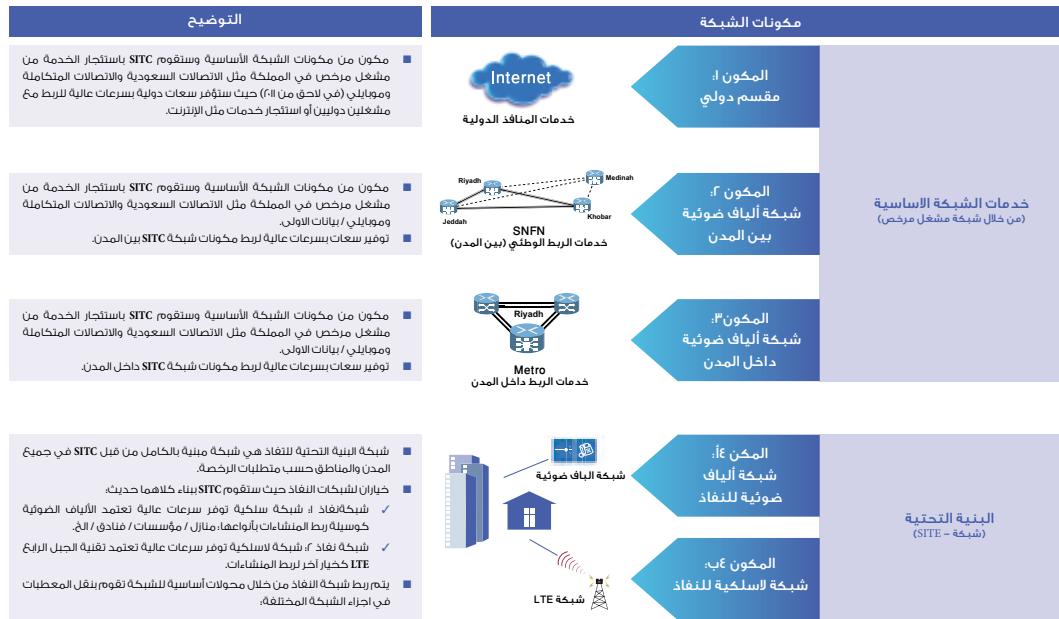 مكونات الشبكة
التوضيح
خدمات الشبكة الاساسية
(من خلال شبكة مشغل مرخص)
المكون ١:
مقسم دولي
Internet
خدمات المنافذ الدولية
مكون من مكونات الشبكة الأساسية وستقوم SITC باستئجار الخدمة من
مشغل مرخص في المملكة مثل الاتصالات السعودية والاتصالات المتكاملة
وموبايلي (في لاحق من ٢٠١١) حيث ستؤفر سعات دولية بسرعات عالية للربط مع
مشغلين دوليين أو استئجار خدمات مثل الإنترنت.
المكون ٢:
شبكة ألياف ضوئية
بين المدن
Riyadh
Medinah
Jeddah
Khobar
SNFN
خدمات الربط الوطئي (بين المدن)
مكون من مكونات الشبكة الأساسية وستقوم SITC باستئجار الخدمة من
مشغل مرخص في المملكة مثل الاتصالات السعودية والاتصالات المتكاملة
وموبايلي / بيانات الاولى.
توفير سعات بسرعات عالية لربط مكونات شبكة SITC بين المدن.
المكون٣:
شبكة ألياف ضوئية
داخل المدن
Riyadh
Metro
خدمات الربط داخل المدن
مكون من مكونات الشبكة الأساسية وستقوم SITC باستئجار الخدمة من
مشغل مرخص في المملكة مثل الاتصالات السعودية والاتصالات المتكاملة
وموبايلي / بيانات الاولى.
توفير سعات بسرعات عالية لربط مكونات شبكة SITC داخل المدن.
البنية التحتية
(شبكة – SITE)
المكن ٤أ:
شبكة ألياف
ضوئية للنفاذ
شبكة الباف ضوئية
المكون ٤ب:
شبكة لاسلكية للنفاذ
شبكة LTE
شبكة البنية التحتية للتفاذ هي شبكة مبنية بالكامل من قبل SITC في جميع
المدن والمناطق حسب متطلبات الرخصة.
خياران لشبكات النفاذ حيث ستقوم SITC ببناء كلاهما حديث:
شبكةنفاذ ١: شبكة سلكية توفر سرعات عالية تعتمد الألياف الضوئية
كوسيلة ربط المنشاءات بأنواعها: منازل / مؤسسات / فنادق / الخ.
شبكة نفاذ ٢: شبكة لاسلكية توفر سرعات عالية تعتمد تقنية الجيل الرابع
LTE كخيار آخر لربط المنشاءات.
يتم ربط شبكة النفاذ من خلال محولات أساسية للشبكة تقوم بنقل المعطبات
في اجزاء الشبكة المختلفة: